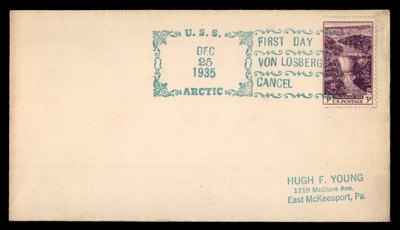 U. S. S.
DEC
25
1935
ARCTIC
FIRST DAY
VON LOSBERG
CANCEL
U.S. POSTAGE
HUGH F. YOUNG
1219 McClure Ave.
East McKeesport, Pa.